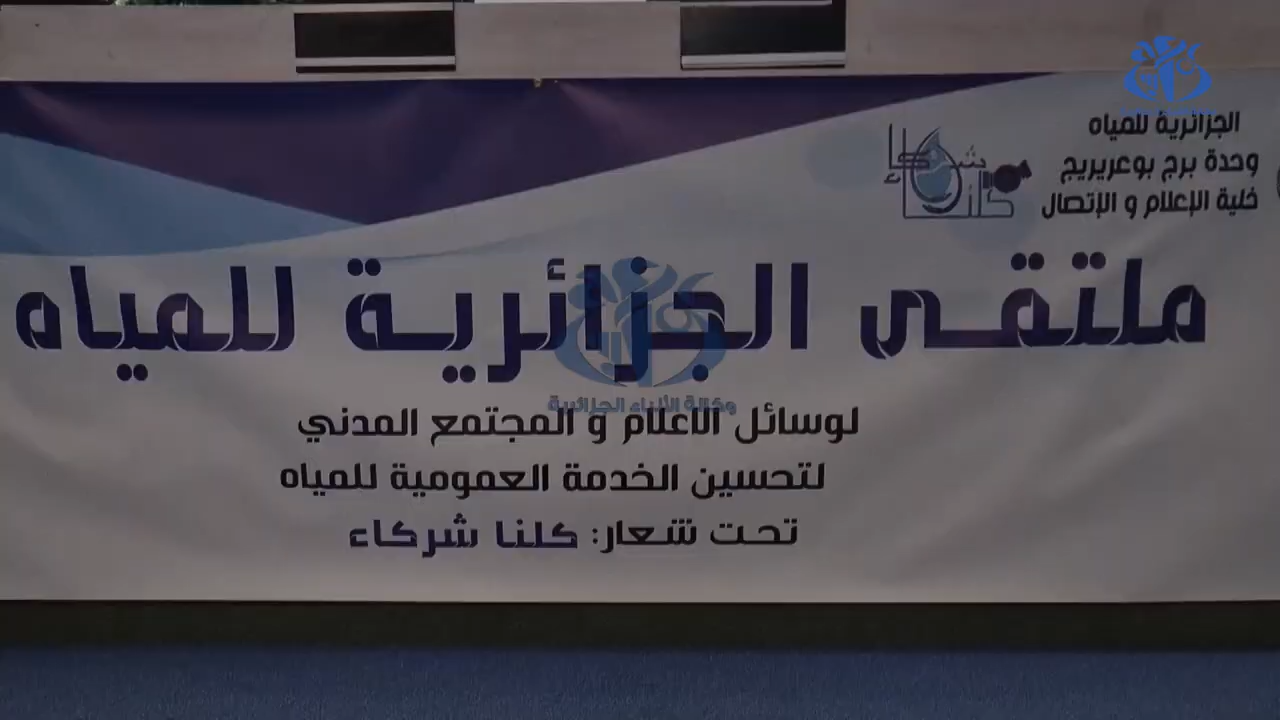 الجزائرية للمياه
وحدة برج بوعريريج
خلية الإعلام و الإتصال
كلنا شركاء
ملتقى الجزائرية للمياه
وكالة الأنباء الجزائرية
لوسائل الاعلام و المجتمع المدني
لتحسين الخدمة العمومية للمياه
تحت شعار: كلنا شركاء